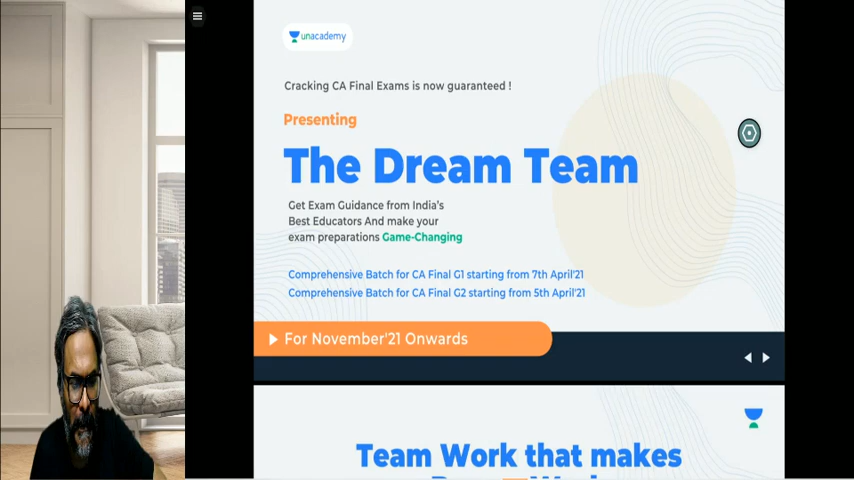 unacademy
Cracking CA Final Exams is now guaranteed !
Presenting
The Dream Team
Get Exam Guidance from India's
Best Educators And make your
exam preparations Game-Changing
Comprehensive Batch for CA Final G1 starting from 7th April'21
Comprehensive Batch for CA Final G2 starting from 5th April'21
For November'21 Onwards
Team Work that makes